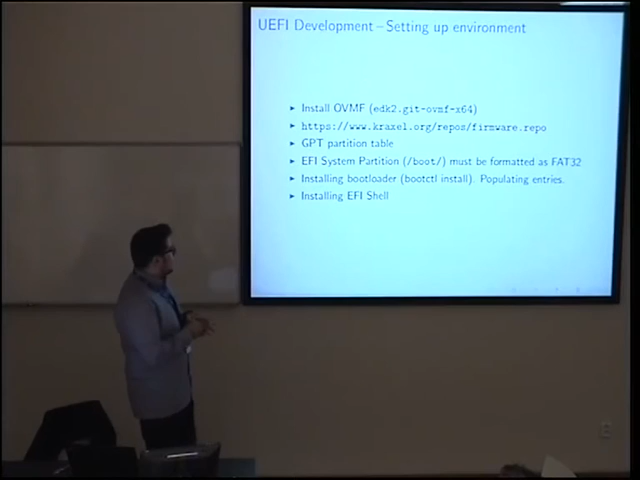 UEFI Development – Setting up environment
▸ Install OVMF (edk2.git-ovmf-x64)
▸ https://www.kraxel.org/repos/firmware.repo
▸ GPT partition table
▸ EFI System Partition (/boot/) must be formatted as FAT32
▸ Installing bootloader (bootctl install). Populating entries.
▸ Installing EFI Shell